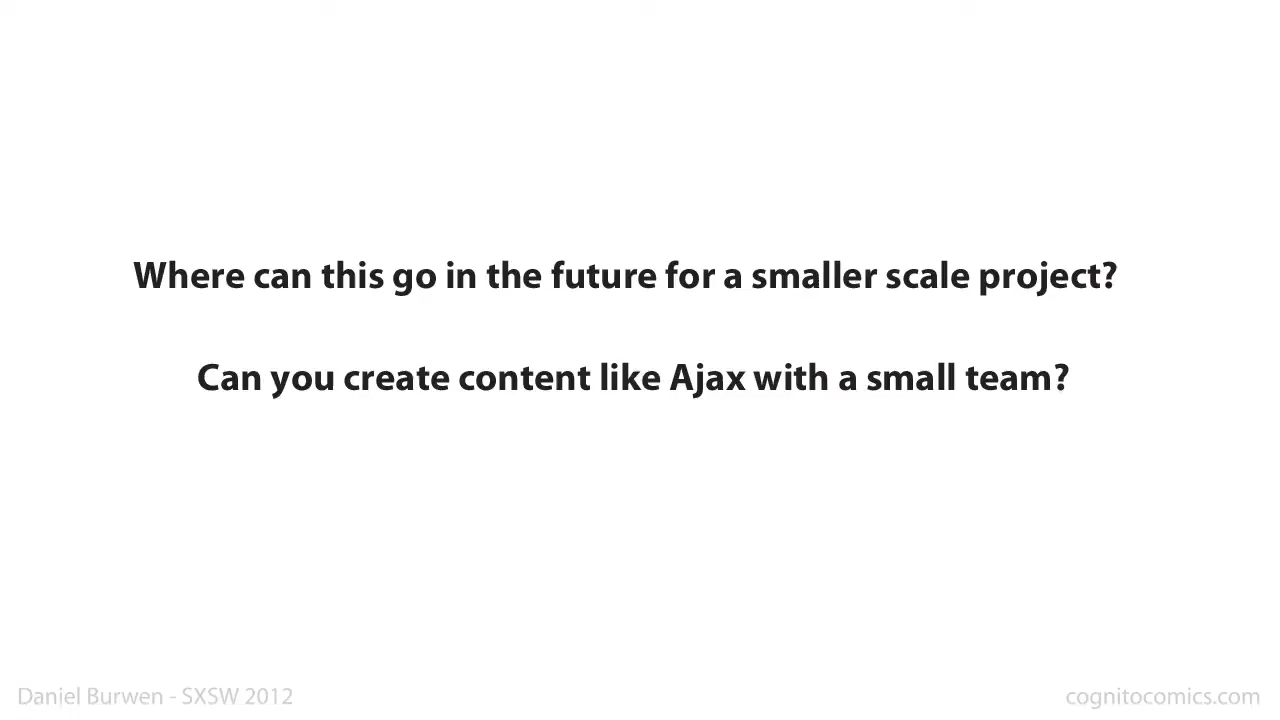 Where can this go in the future for a smaller scale project?
Can you create content like Ajax with a small team?
Daniel Burwen - SXSW 2012
cognitocomics.com